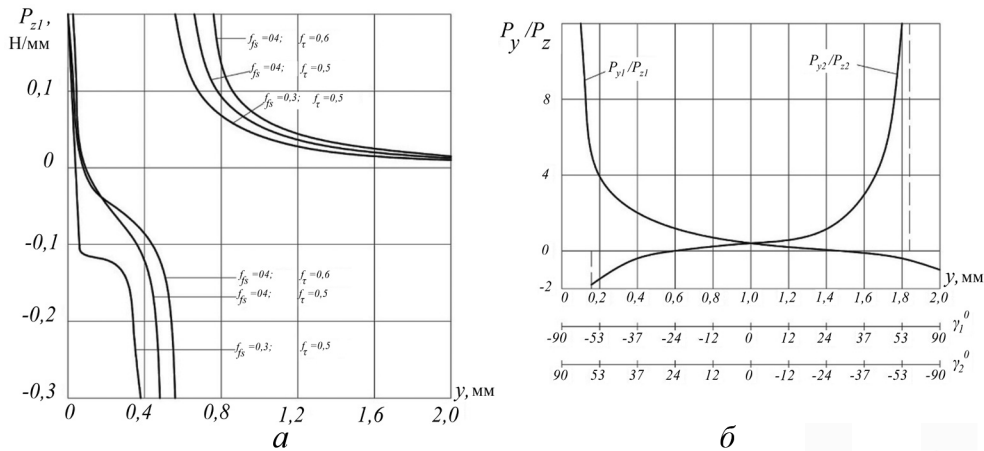 P_z1,
Н/мм
0,1
0
-0,1
-0,2
-0,3
f_fs =04; f_τ =0,6
f_fs =04; f_τ =0,5
f_fs =0,3; f_τ =0,5
f_fs =04; f_τ =0,6
f_fs =04; f_τ =0,5
f_fs =0,3; f_τ =0,5
0 0,4 0,8 1,2 1,6 2,0
y, мм
а
P_y /P_z
8
4
0
-2
P_y1/P_z1
P_y2/P_z2
y, мм
0 0,2 0,4 0,6 0,8 1,0 1,2 1,6 1,8 2,0
γ_1^0
-90 -53 -37 -24 -12 0 12 24 -37 53 90
γ_2^0
90 53 37 24 12 0 -12 -24 -37 -53 -90
б